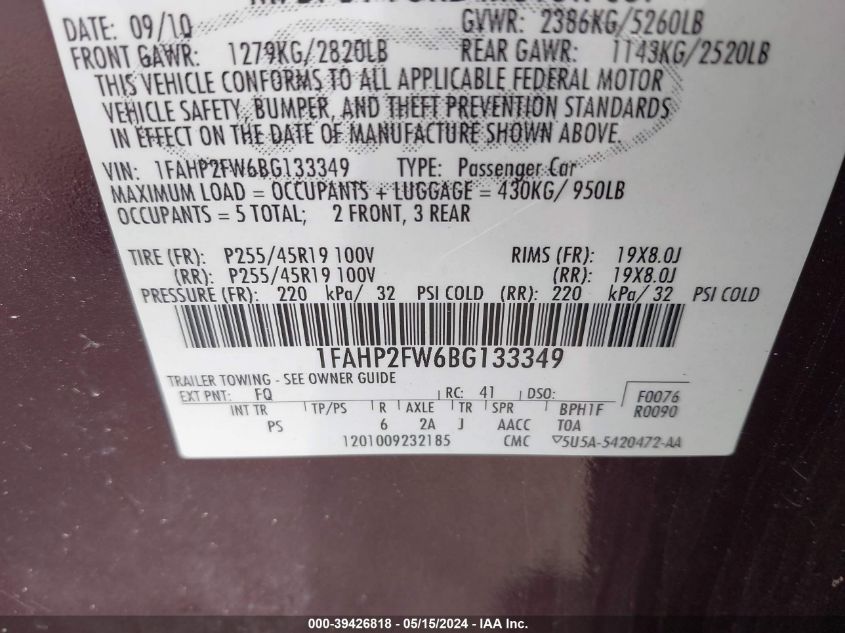 MFD. BY FORD MOTOR CO.
DATE: 09/10 GVWR: 2386KG/5260LB
FRONT GAWR: 1279KG/2820LB REAR GAWR: 1143KG/2520LB
THIS VEHICLE CONFORMS TO ALL APPLICABLE FEDERAL MOTOR
VEHICLE SAFETY, BUMPER, AND THEFT PREVENTION STANDARDS
IN EFFECT ON THE DATE OF MANUFACTURE SHOWN ABOVE.
VIN: 1FAHP2FW6BG133349 TYPE: Passenger Car
MAXIMUM LOAD = OCCUPANTS + LUGGAGE = 430KG/ 950LB
OCCUPANTS = 5 TOTAL; 2 FRONT, 3 REAR
TIRE (FR): P255/45R19 100V RIMS (FR): 19X8.0J
(RR): P255/45R19 100V (RR): 19X8.0J
PRESSURE (FR): 220 kPa/ 32 PSI COLD (RR): 220 kPa/ 32 PSI COLD
1FAHP2FW6BG133349
TRAILER TOWING - SEE OWNER GUIDE
EXT PNT: FQ RC: 41 DSO: F0076
INT TR TP/PS R AXLE TR SPR BPH1F R0090
PS 6 2A J AACC TOA
1201009232185 CMC 5U5A-5420472-AA
000-39426818 - 05/15/2024 - IAA Inc.